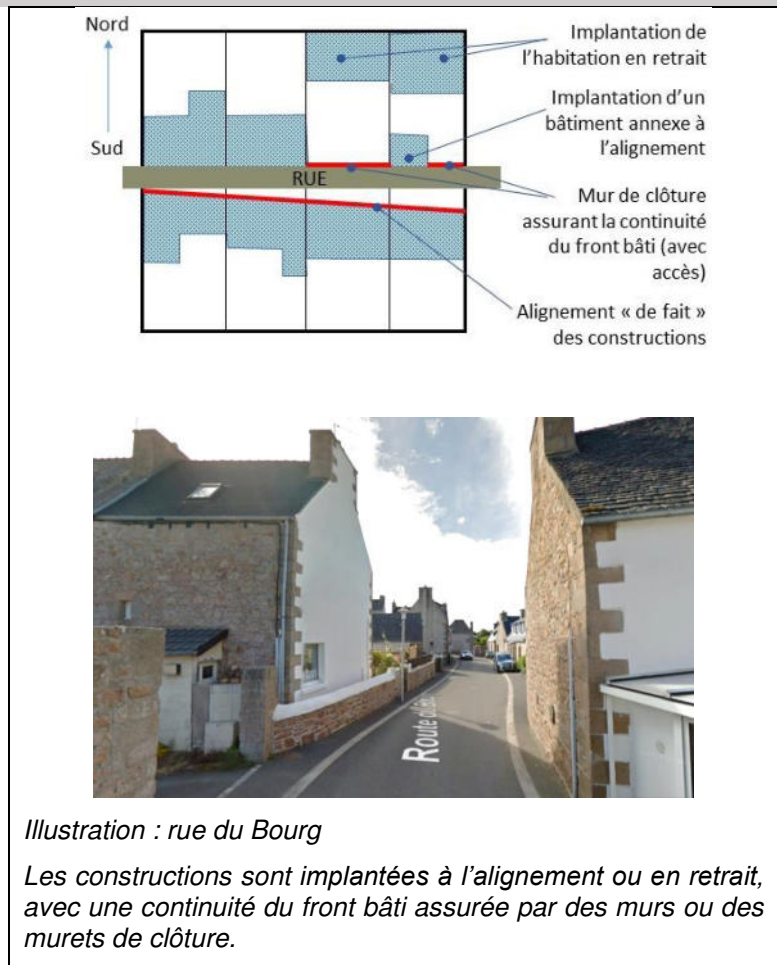 Nord
Sud
RUE
Implantation de
l'habitation en retrait
Implantation d'un
bâtiment annexe à
l'alignement
Mur de clôture
assurant la continuité
du front bâti (avec
accès)
Alignement « de fait »
des constructions
Illustration : rue du Bourg
Les constructions sont implantées à l'alignement ou en retrait,
avec une continuité du front bâti assurée par des murs ou des
murets de clôture.